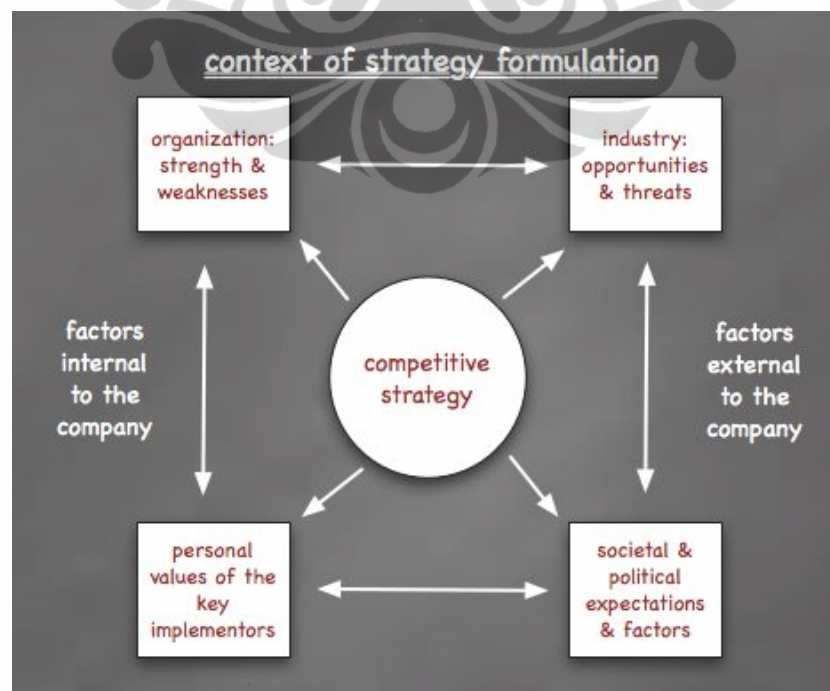 context of strategy formulation
organization:
strength &
weaknesses
industry:
opportunities
& threats
factors
internal
to the
company
competitive
strategy
factors
external
to the
company
personal
values of the
key
implementors
societal &
political
expectations
& factors